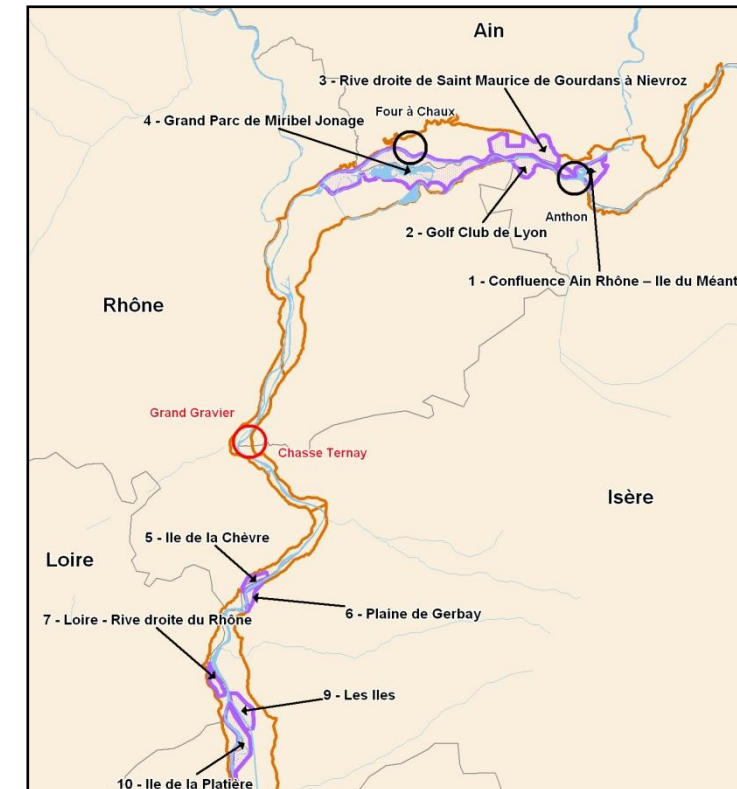 Ain
3 - Rive droite de Saint Maurice de Gourdans à Nievroz
Four à Chaux
4 - Grand Parc de Miribel Jonage
Anthon
2 - Golf Club de Lyon
1 - Confluence Ain Rhône – Ile du Méant
Rhône
Grand Gravier
Chasse Ternay
Isère
5 - Ile de la Chèvre
Loire
6 - Plaine de Gerbay
7 - Loire - Rive droite du Rhône
9 - Les Iles
10 - Ile de la Platière